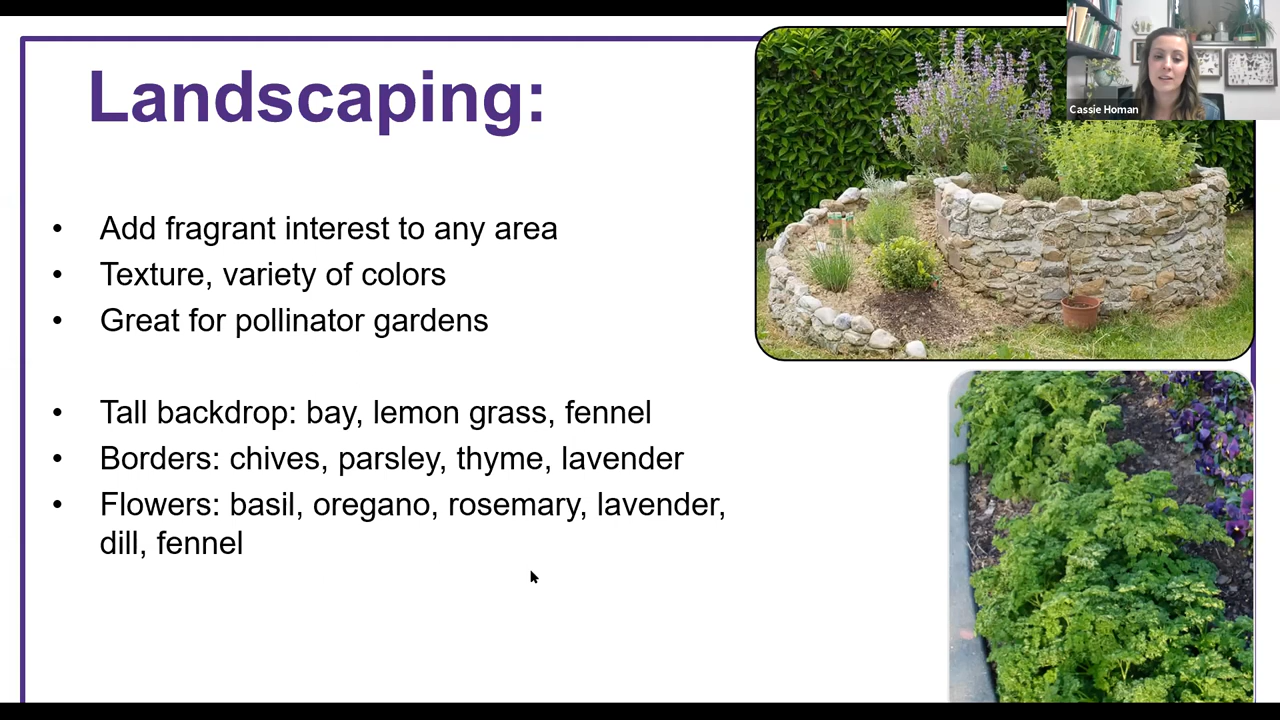 Landscaping:
Cassie Homan
• Add fragrant interest to any area
• Texture, variety of colors
• Great for pollinator gardens
• Tall backdrop: bay, lemon grass, fennel
• Borders: chives, parsley, thyme, lavender
• Flowers: basil, oregano, rosemary, lavender,
dill, fennel